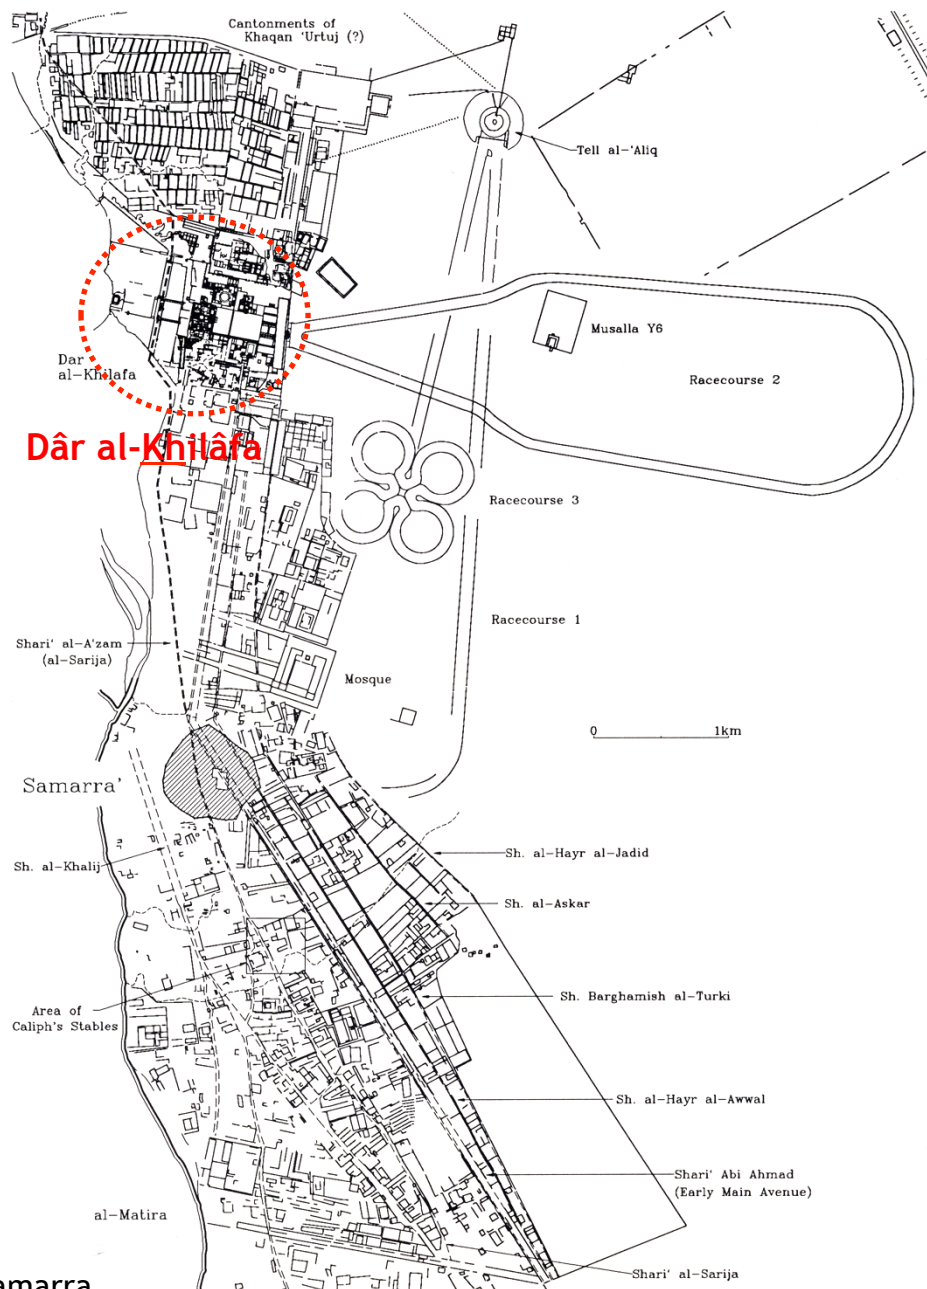 Cantonments of
Khaqan 'Urtuj (?)
Tell al-'Aliq
Musalla Y6
Racecourse 2
Dar
al-Khilafa
Dâr al-Khilâfa
Racecourse 3
Racecourse 1
Shari' al-A'zam
(al-Sarija)
Mosque
0 1km
Samarra'
Sh. al-Khalij
Sh. al-Hayr al-Jadid
Sh. al-Askar
Sh. Barghamish al-Turki
Area of
Caliph's Stables
Sh. al-Hayr al-Awwal
Shari' Abi Ahmad
(Early Main Avenue)
al-Matira
Shari' al-Sarija
amarra